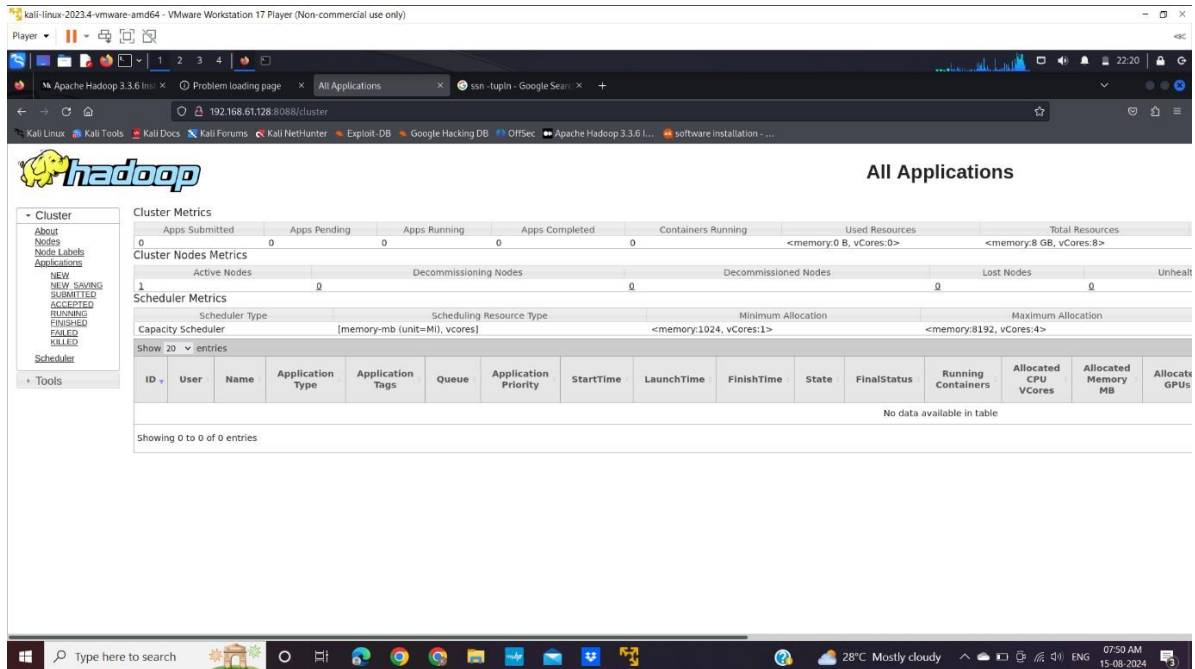 kali-linux-2023.4-vmware-amd64 - VMware Workstation 17 Player (Non-commercial use only)
Player
1 2 3 4
22:20
Apache Hadoop 3.3.6 Inst
Problem loading page
All Applications
ssn -tupln - Google Searc
192.168.61.128:8088/cluster
Kali Linux Kali Tools Kali Docs Kali Forums Kali NetHunter Exploit-DB Google Hacking DB OffSec Apache Hadoop 3.3.6 I... software installation - ...
hadoop
All Applications
Cluster
About
Nodes
Node Labels
Applications
NEW
NEW_SAVING
SUBMITTED
ACCEPTED
RUNNING
FINISHED
FAILED
KILLED
Scheduler
Tools
Cluster Metrics
Apps Submitted Apps Pending Apps Running Apps Completed Containers Running Used Resources Total Resources
0 0 0 0 0 <memory:0 B, vCores:0> <memory:8 GB, vCores:8>
Cluster Nodes Metrics
Active Nodes Decommissioning Nodes Decommissioned Nodes Lost Nodes Unhealt
1 0 0 0 0
Scheduler Metrics
Scheduler Type Scheduling Resource Type Minimum Allocation Maximum Allocation
Capacity Scheduler [memory-mb (unit=Mi), vcores] <memory:1024, vCores:1> <memory:8192, vCores:4>
Show 20 entries
ID User Name Application Type Application Tags Queue Application Priority StartTime LaunchTime FinishTime State FinalStatus Running Containers Allocated CPU VCores Allocated Memory MB Allocate GPUs
No data available in table
Showing 0 to 0 of 0 entries
Type here to search
28°C Mostly cloudy
ENG
07:50 AM
15-08-2024
3